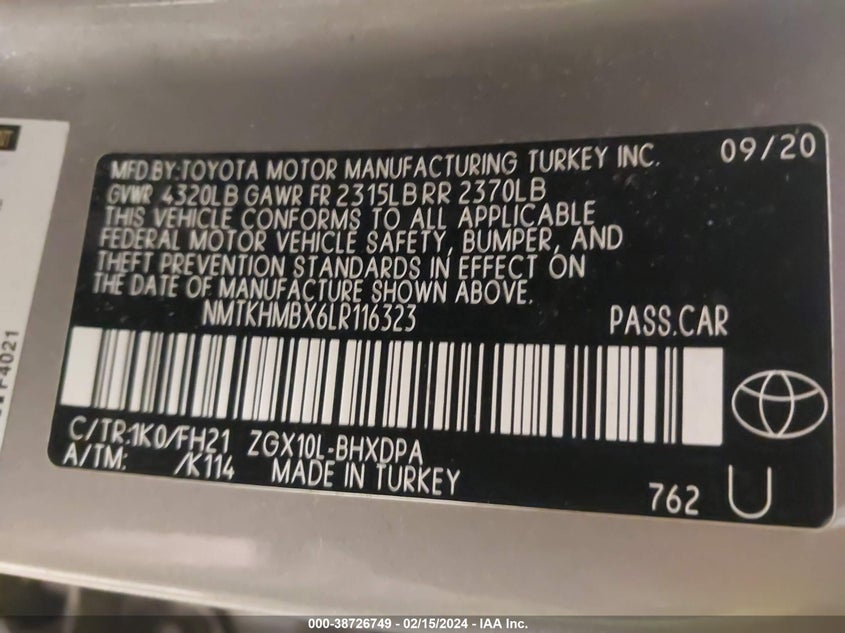 MFD BY:TOYOTA MOTOR MANUFACTURING TURKEY INC. 09/20
GVWR 4320LB GAWR FR 2315LB RR 2370LB
THIS VEHICLE CONFORMS TO ALL APPLICABLE
FEDERAL MOTOR VEHICLE SAFETY, BUMPER, AND
THEFT PREVENTION STANDARDS IN EFFECT ON
THE DATE OF MANUFACTURE SHOWN ABOVE.
NMTKHMBX6LR116323 PASS.CAR
C/TR:1K0/FH21 ZGX10L-BHXDPA
A/TM: /K114 MADE IN TURKEY
762 U
F4021
000-38726749 - 02/15/2024 - IAA Inc.